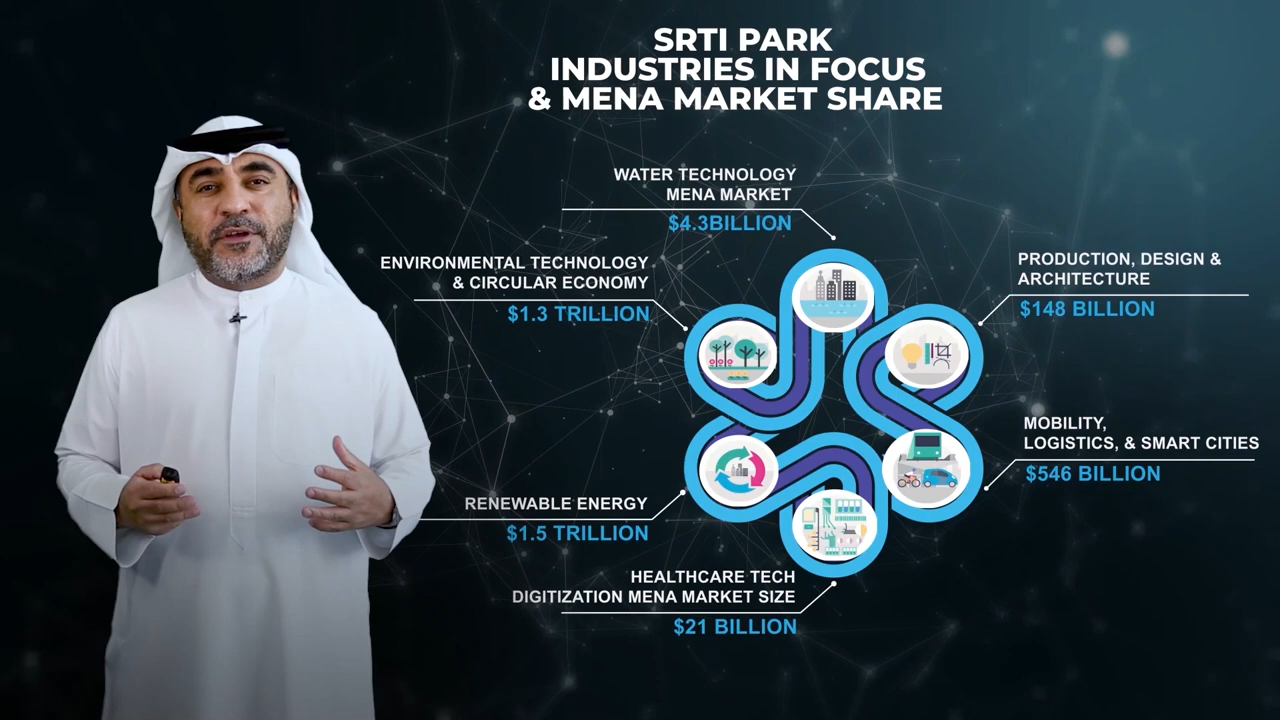 SRTI PARK
INDUSTRIES IN FOCUS
& MENA MARKET SHARE
WATER TECHNOLOGY
MENA MARKET
$4.3BILLION
ENVIRONMENTAL TECHNOLOGY
& CIRCULAR ECONOMY
$1.3 TRILLION
PRODUCTION, DESIGN &
ARCHITECTURE
$148 BILLION
MOBILITY,
LOGISTICS, & SMART CITIES
$546 BILLION
RENEWABLE ENERGY
$1.5 TRILLION
HEALTHCARE TECH
DIGITIZATION MENA MARKET SIZE
$21 BILLION